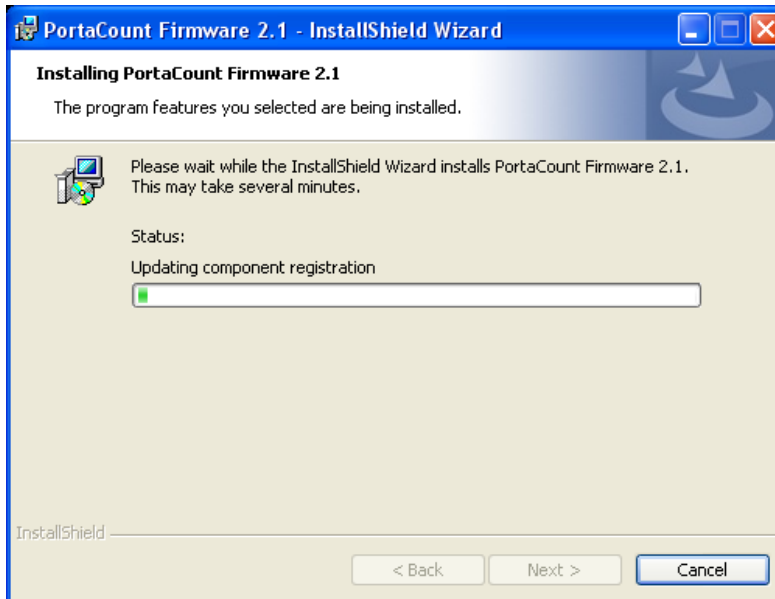 PortaCount Firmware 2.1 - InstallShield Wizard
Installing PortaCount Firmware 2.1
The program features you selected are being installed.
Please wait while the InstallShield Wizard installs PortaCount Firmware 2.1.
This may take several minutes.
Status:
Updating component registration
InstallShield
< Back
Next >
Cancel